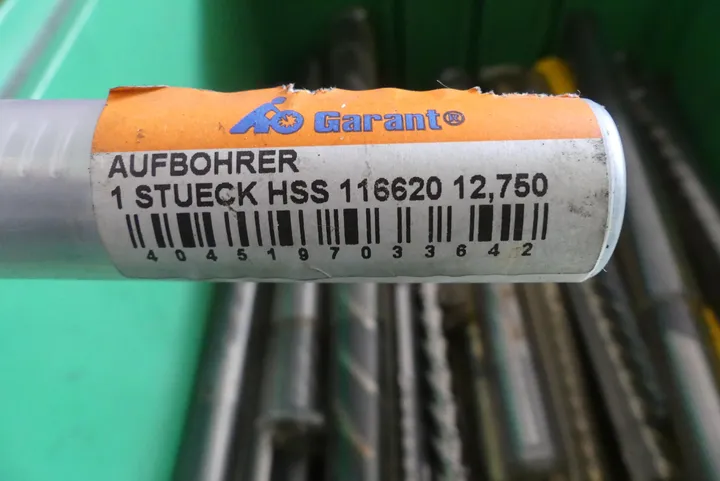 Garant®
AUFBOHRER
1 STUECK HSS 116620 12,750
4045197033642